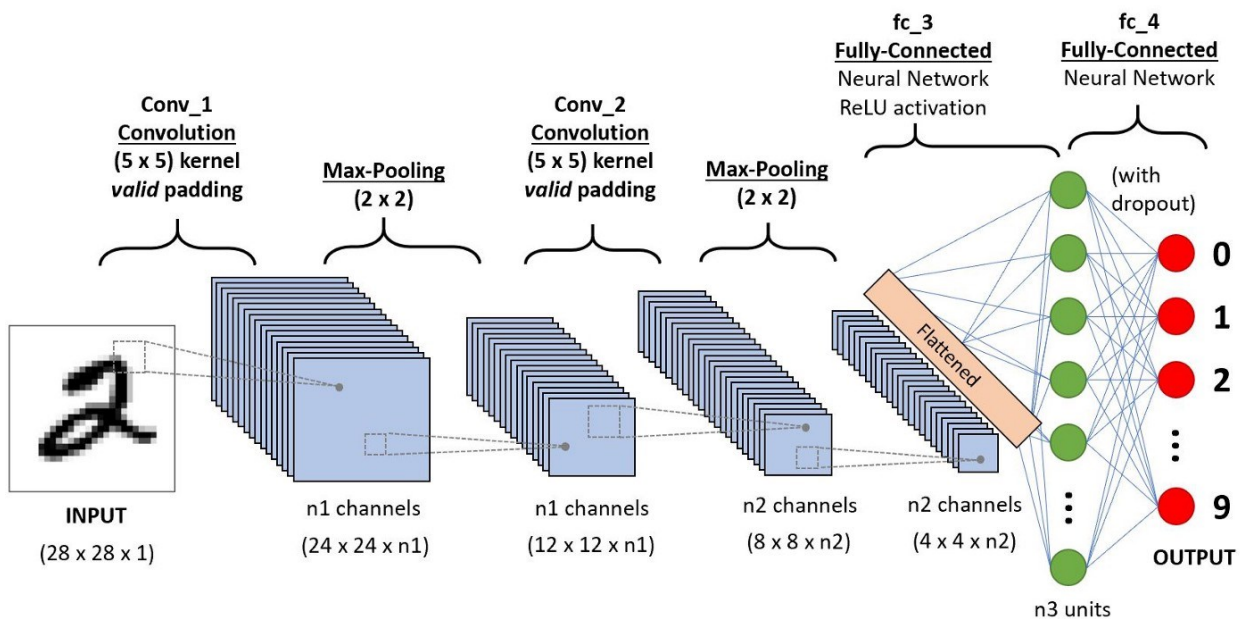 Conv_1
Convolution
(5 x 5) kernel
valid padding
Max-Pooling
(2 x 2)
Conv_2
Convolution
(5 x 5) kernel
valid padding
Max-Pooling
(2 x 2)
fc_3
Fully-Connected
Neural Network
ReLU activation
fc_4
Fully-Connected
Neural Network
(with
dropout)
2
INPUT
(28 x 28 x 1)
n1 channels
(24 x 24 x n1)
n1 channels
(12 x 12 x n1)
n2 channels
(8 x 8 x n2)
n2 channels
(4 x 4 x n2)
Flattened
n3 units
0
1
2
9
OUTPUT